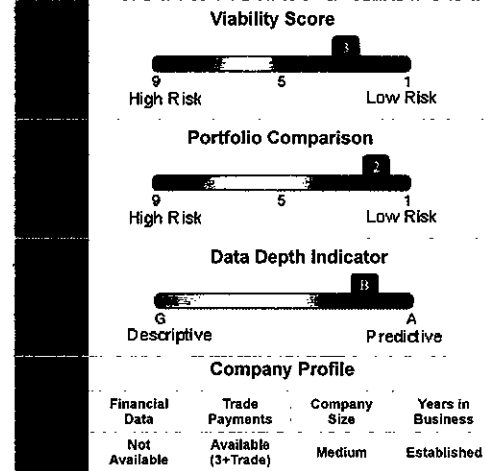 Viability Score
3
9 5 1
High Risk Low Risk
Portfolio Comparison
2
9 5 1
High Risk Low Risk
Data Depth Indicator
B
G A
Descriptive Predictive
Company Profile
Financial Trade Company Years in
Data Payments Size Business
Not Available Medium Established
Available (3+Trade)